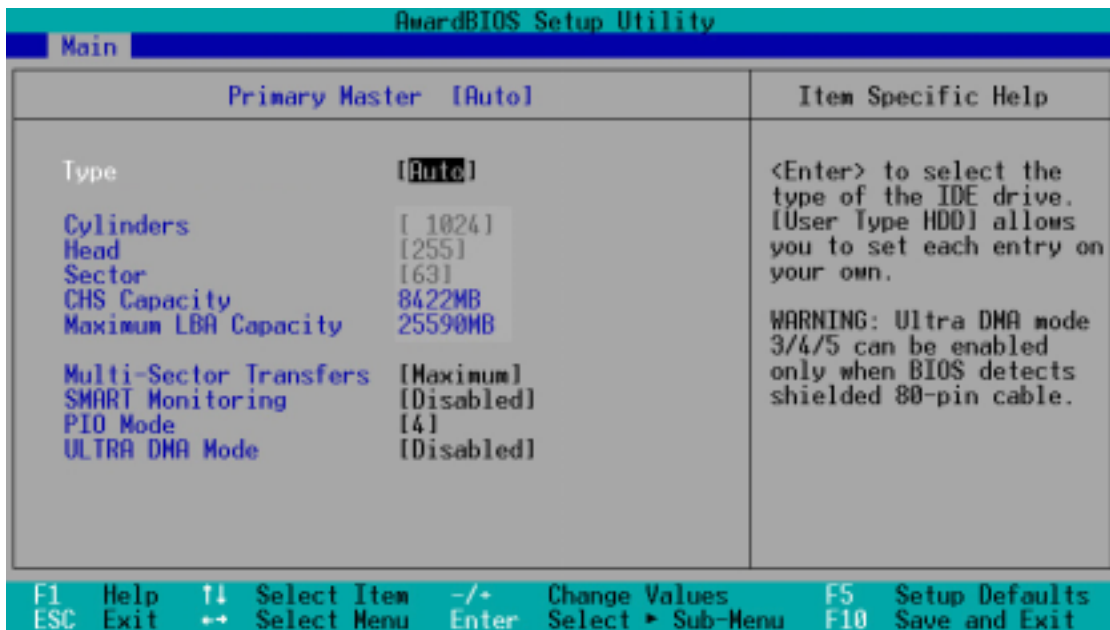 AwardBIOS Setup Utility
Main
Primary Master [Auto]
Item Specific Help
Type [Auto]
Cylinders [ 1024]
Head [255]
Sector [63]
CHS Capacity 8422MB
Maximum LBA Capacity 25590MB
Multi-Sector Transfers [Maximum]
SMART Monitoring [Disabled]
PIO Mode [4]
ULTRA DMA Mode [Disabled]
<Enter> to select the
type of the IDE drive.
[User Type HDD] allows
you to set each entry on
your own.
WARNING: Ultra DMA mode
3/4/5 can be enabled
only when BIOS detects
shielded 80-pin cable.
F1 Help ↑↓ Select Item -/+ Change Values F5 Setup Defaults
ESC Exit ←→ Select Menu Enter Select ► Sub-Menu F10 Save and Exit